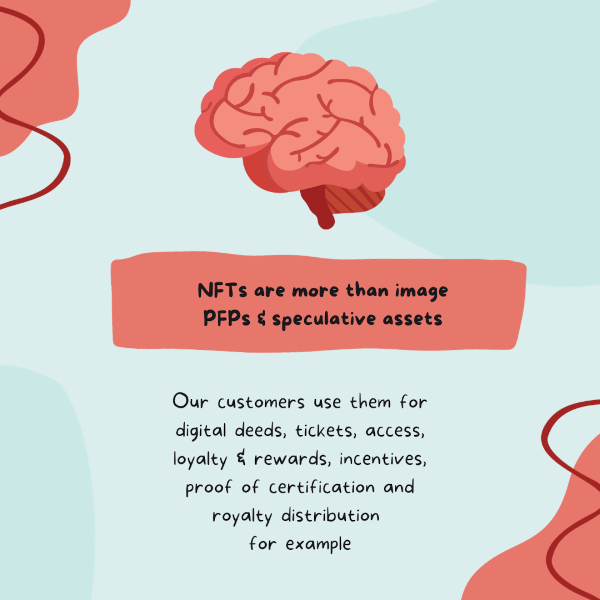 NFTs are more than image
PFPs & speculative assets
Our customers use them for
digital deeds, tickets, access,
loyalty & rewards, incentives,
proof of certification and
royalty distribution
for example